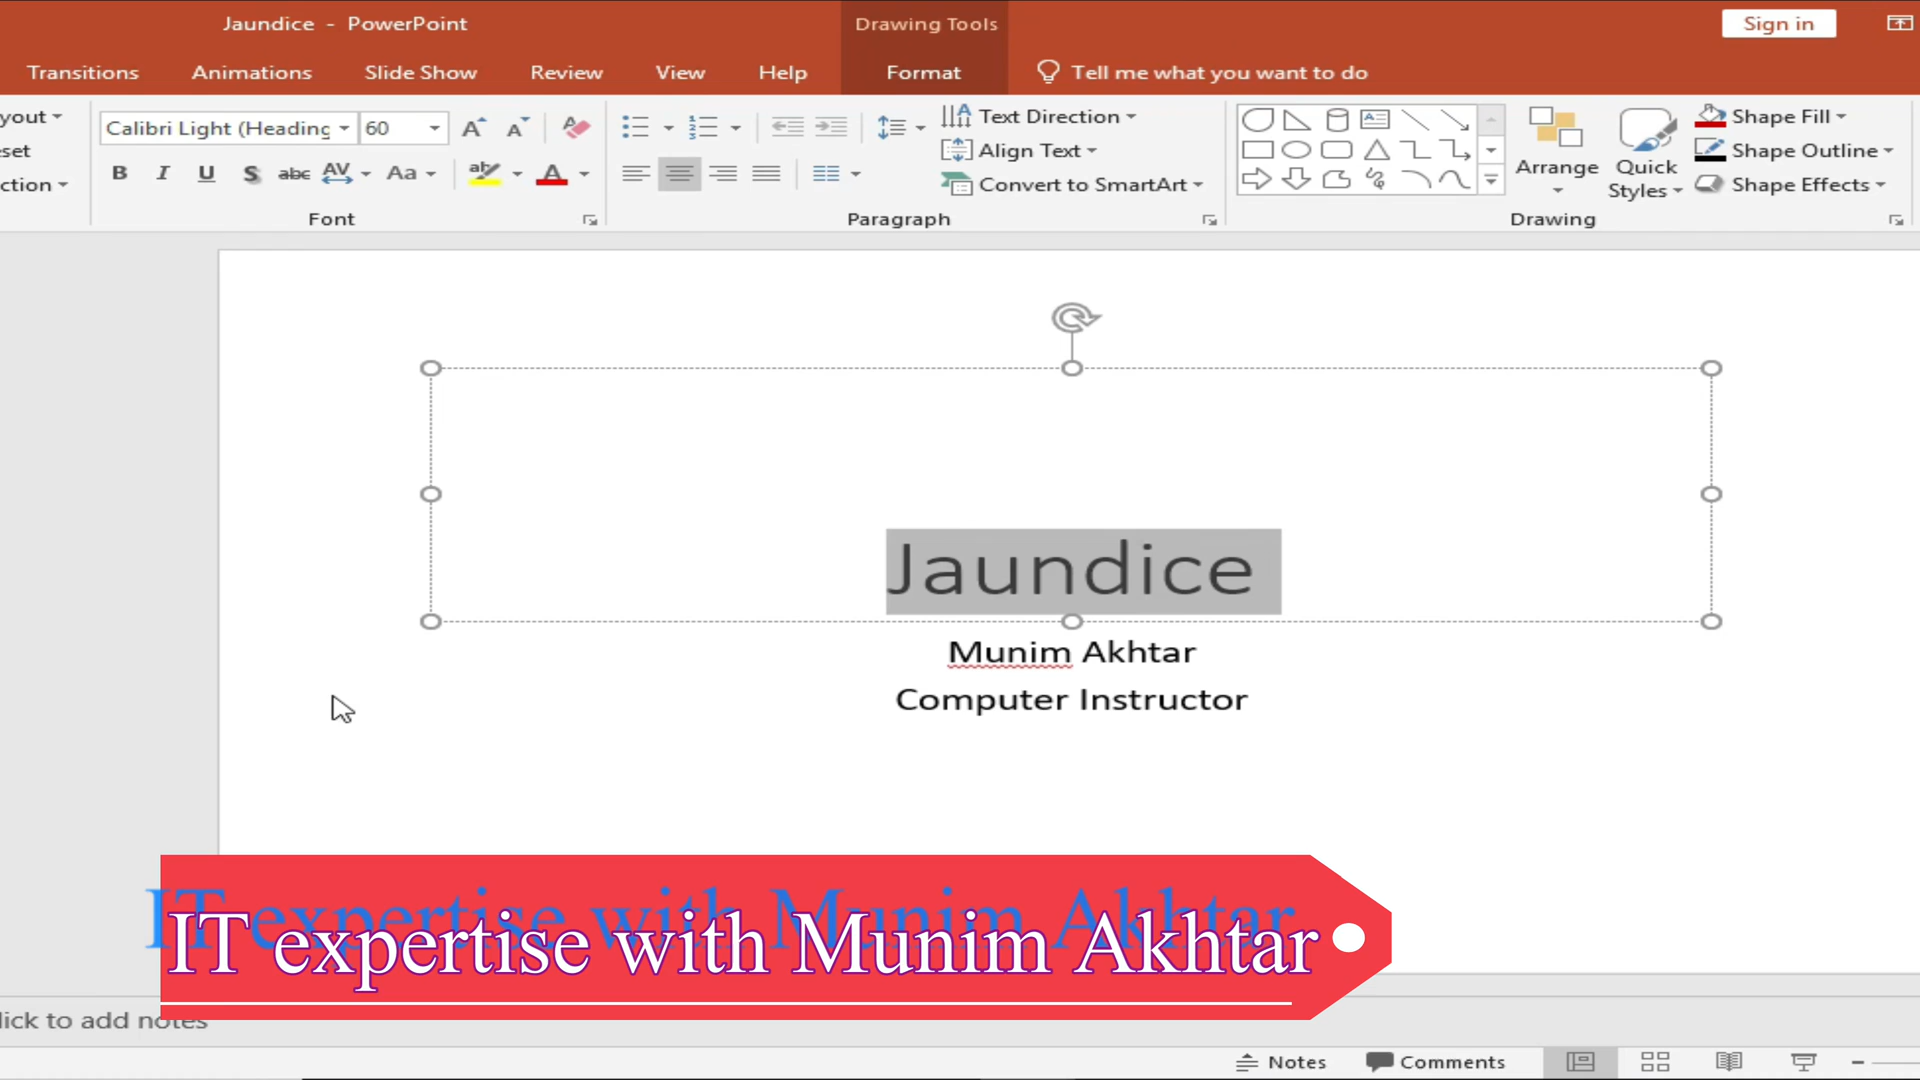 Jaundice - PowerPoint
Drawing Tools
Sign in
Transitions Animations Slide Show Review View Help Format Tell me what you want to do
yout
Calibri Light (Heading 60
Text Direction
Shape Fill
set
Align Text
Arrange Quick Styles
Shape Outline
ction
B I U S abc AV Aa aby A
Convert to SmartArt
Shape Effects
Font Paragraph Drawing
Jaundice
Munim Akhtar
Computer Instructor
IT expertise with Munim Akhtar
lick to add notes
Notes Comments